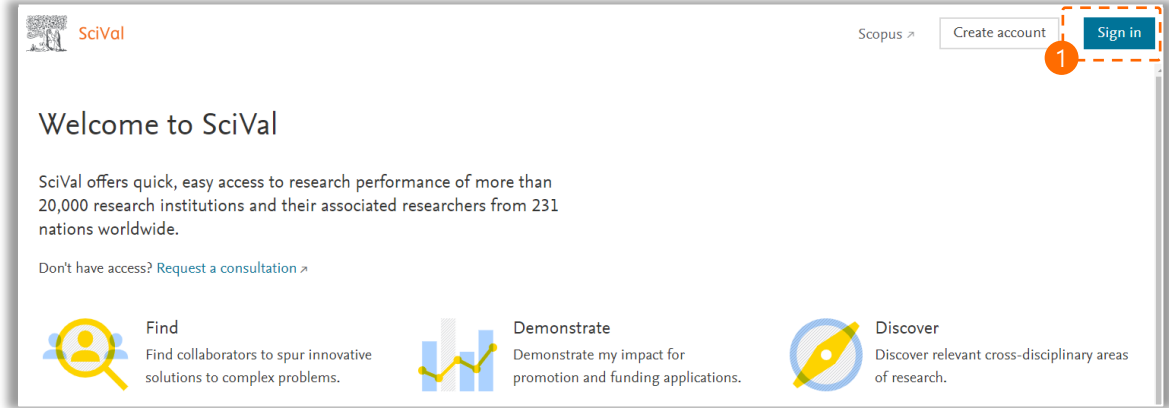 SciVal
Scopus ↗
Create account
Sign in
1
Welcome to SciVal
SciVal offers quick, easy access to research performance of more than
20,000 research institutions and their associated researchers from 231
nations worldwide.
Don't have access? Request a consultation ↗
Find
Find collaborators to spur innovative
solutions to complex problems.
Demonstrate
Demonstrate my impact for
promotion and funding applications.
Discover
Discover relevant cross-disciplinary areas
of research.